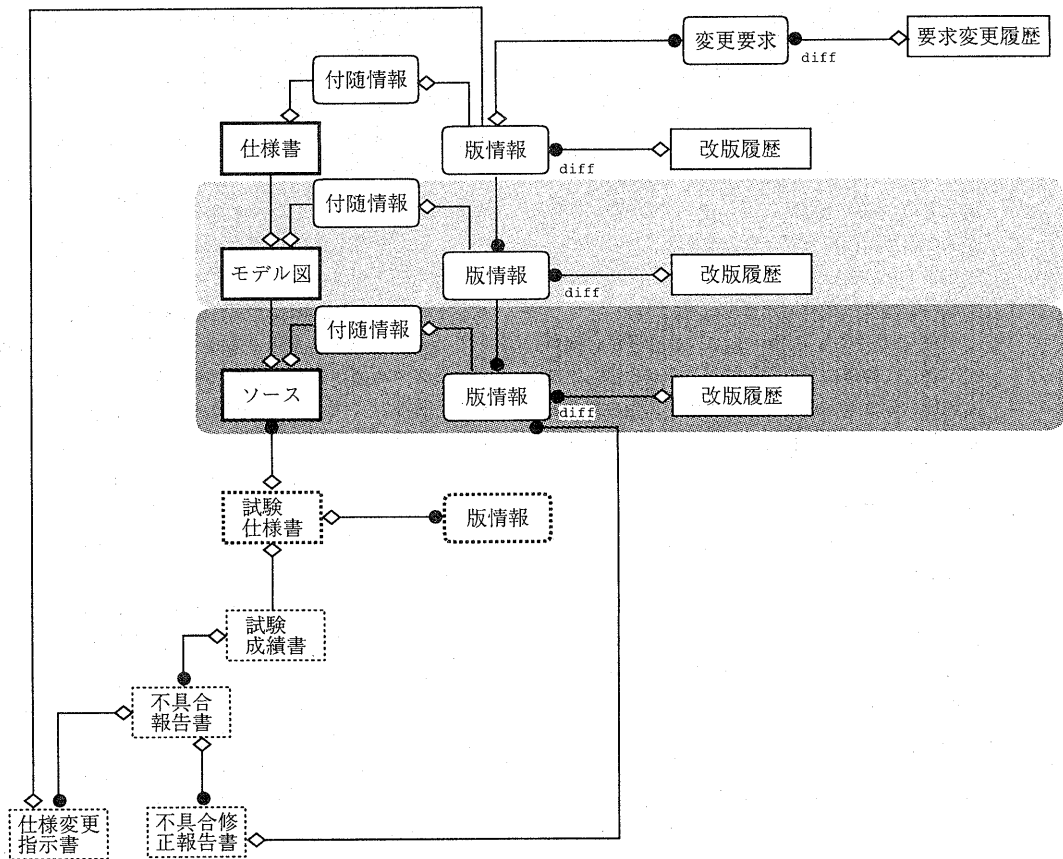 変更要求
diff
要求変更履歴
付随情報
仕様書
版情報
diff
改版履歴
付随情報
モデル図
版情報
diff
改版履歴
付随情報
ソース
版情報
diff
改版履歴
試験
仕様書
版情報
試験
成績書
不具合
報告書
仕様変更
指示書
不具合修
正報告書